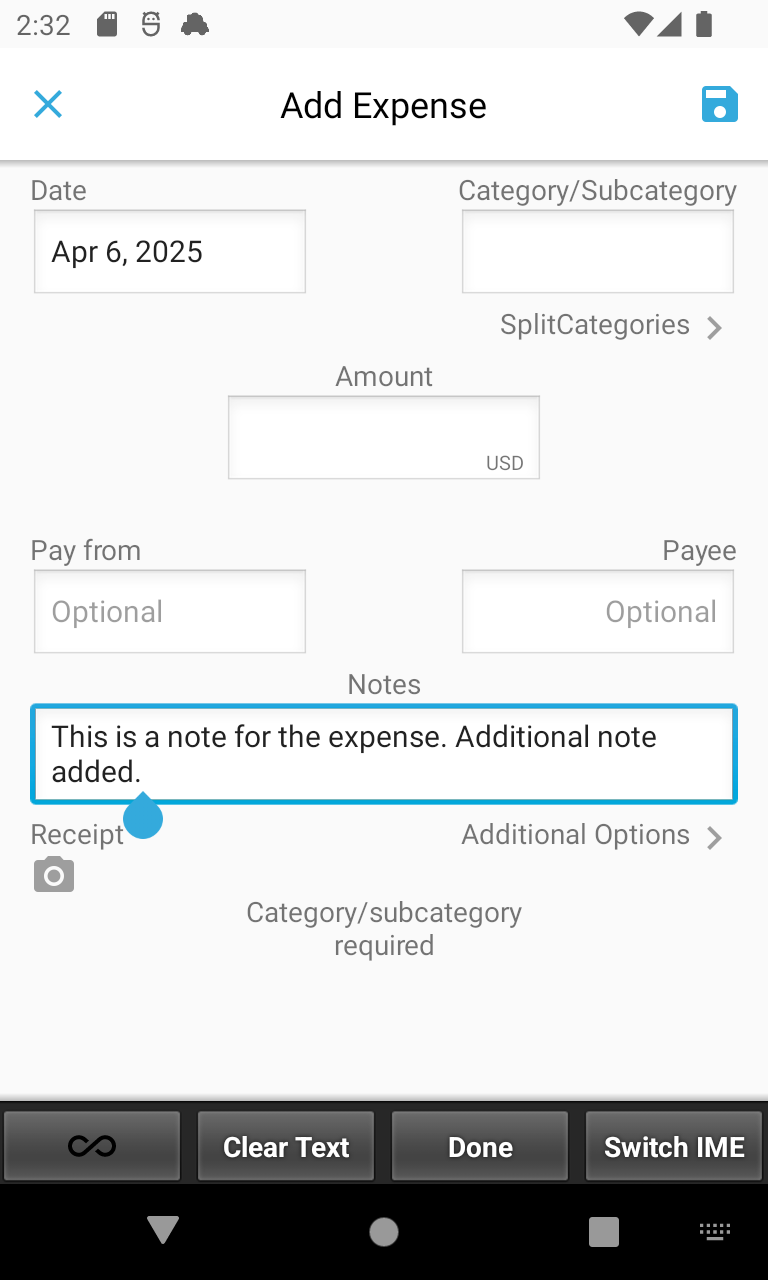 2:32
Add Expense
Date
Category/Subcategory
Apr 6, 2025
SplitCategories
Amount
USD
Pay from
Payee
Optional
Optional
Notes
This is a note for the expense. Additional note
added.
Receipt
Additional Options
Category/subcategory
required
Clear Text
Done
Switch IME